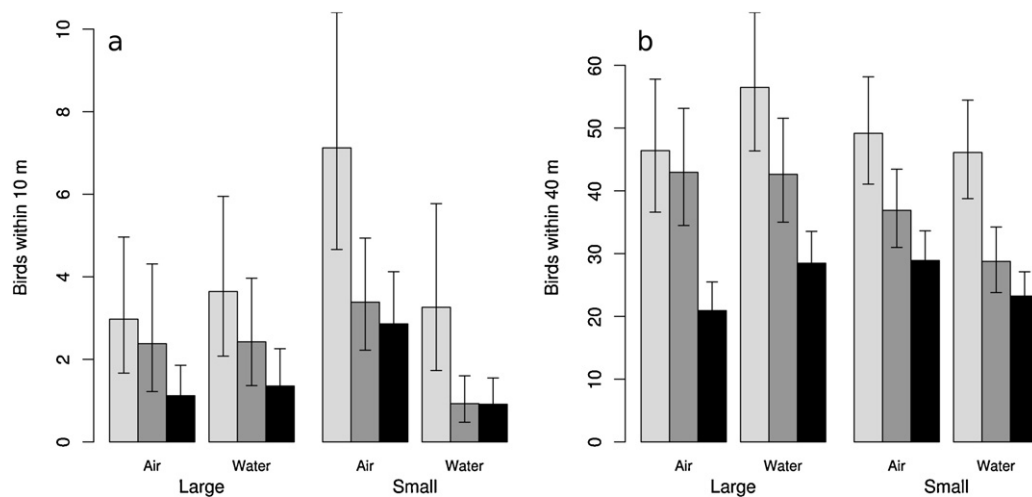 a
Birds within 10 m
0 2 4 6 8 10
Air Water Air Water
Large Small
b
Birds within 40 m
0 10 20 30 40 50 60
Air Water Air Water
Large Small